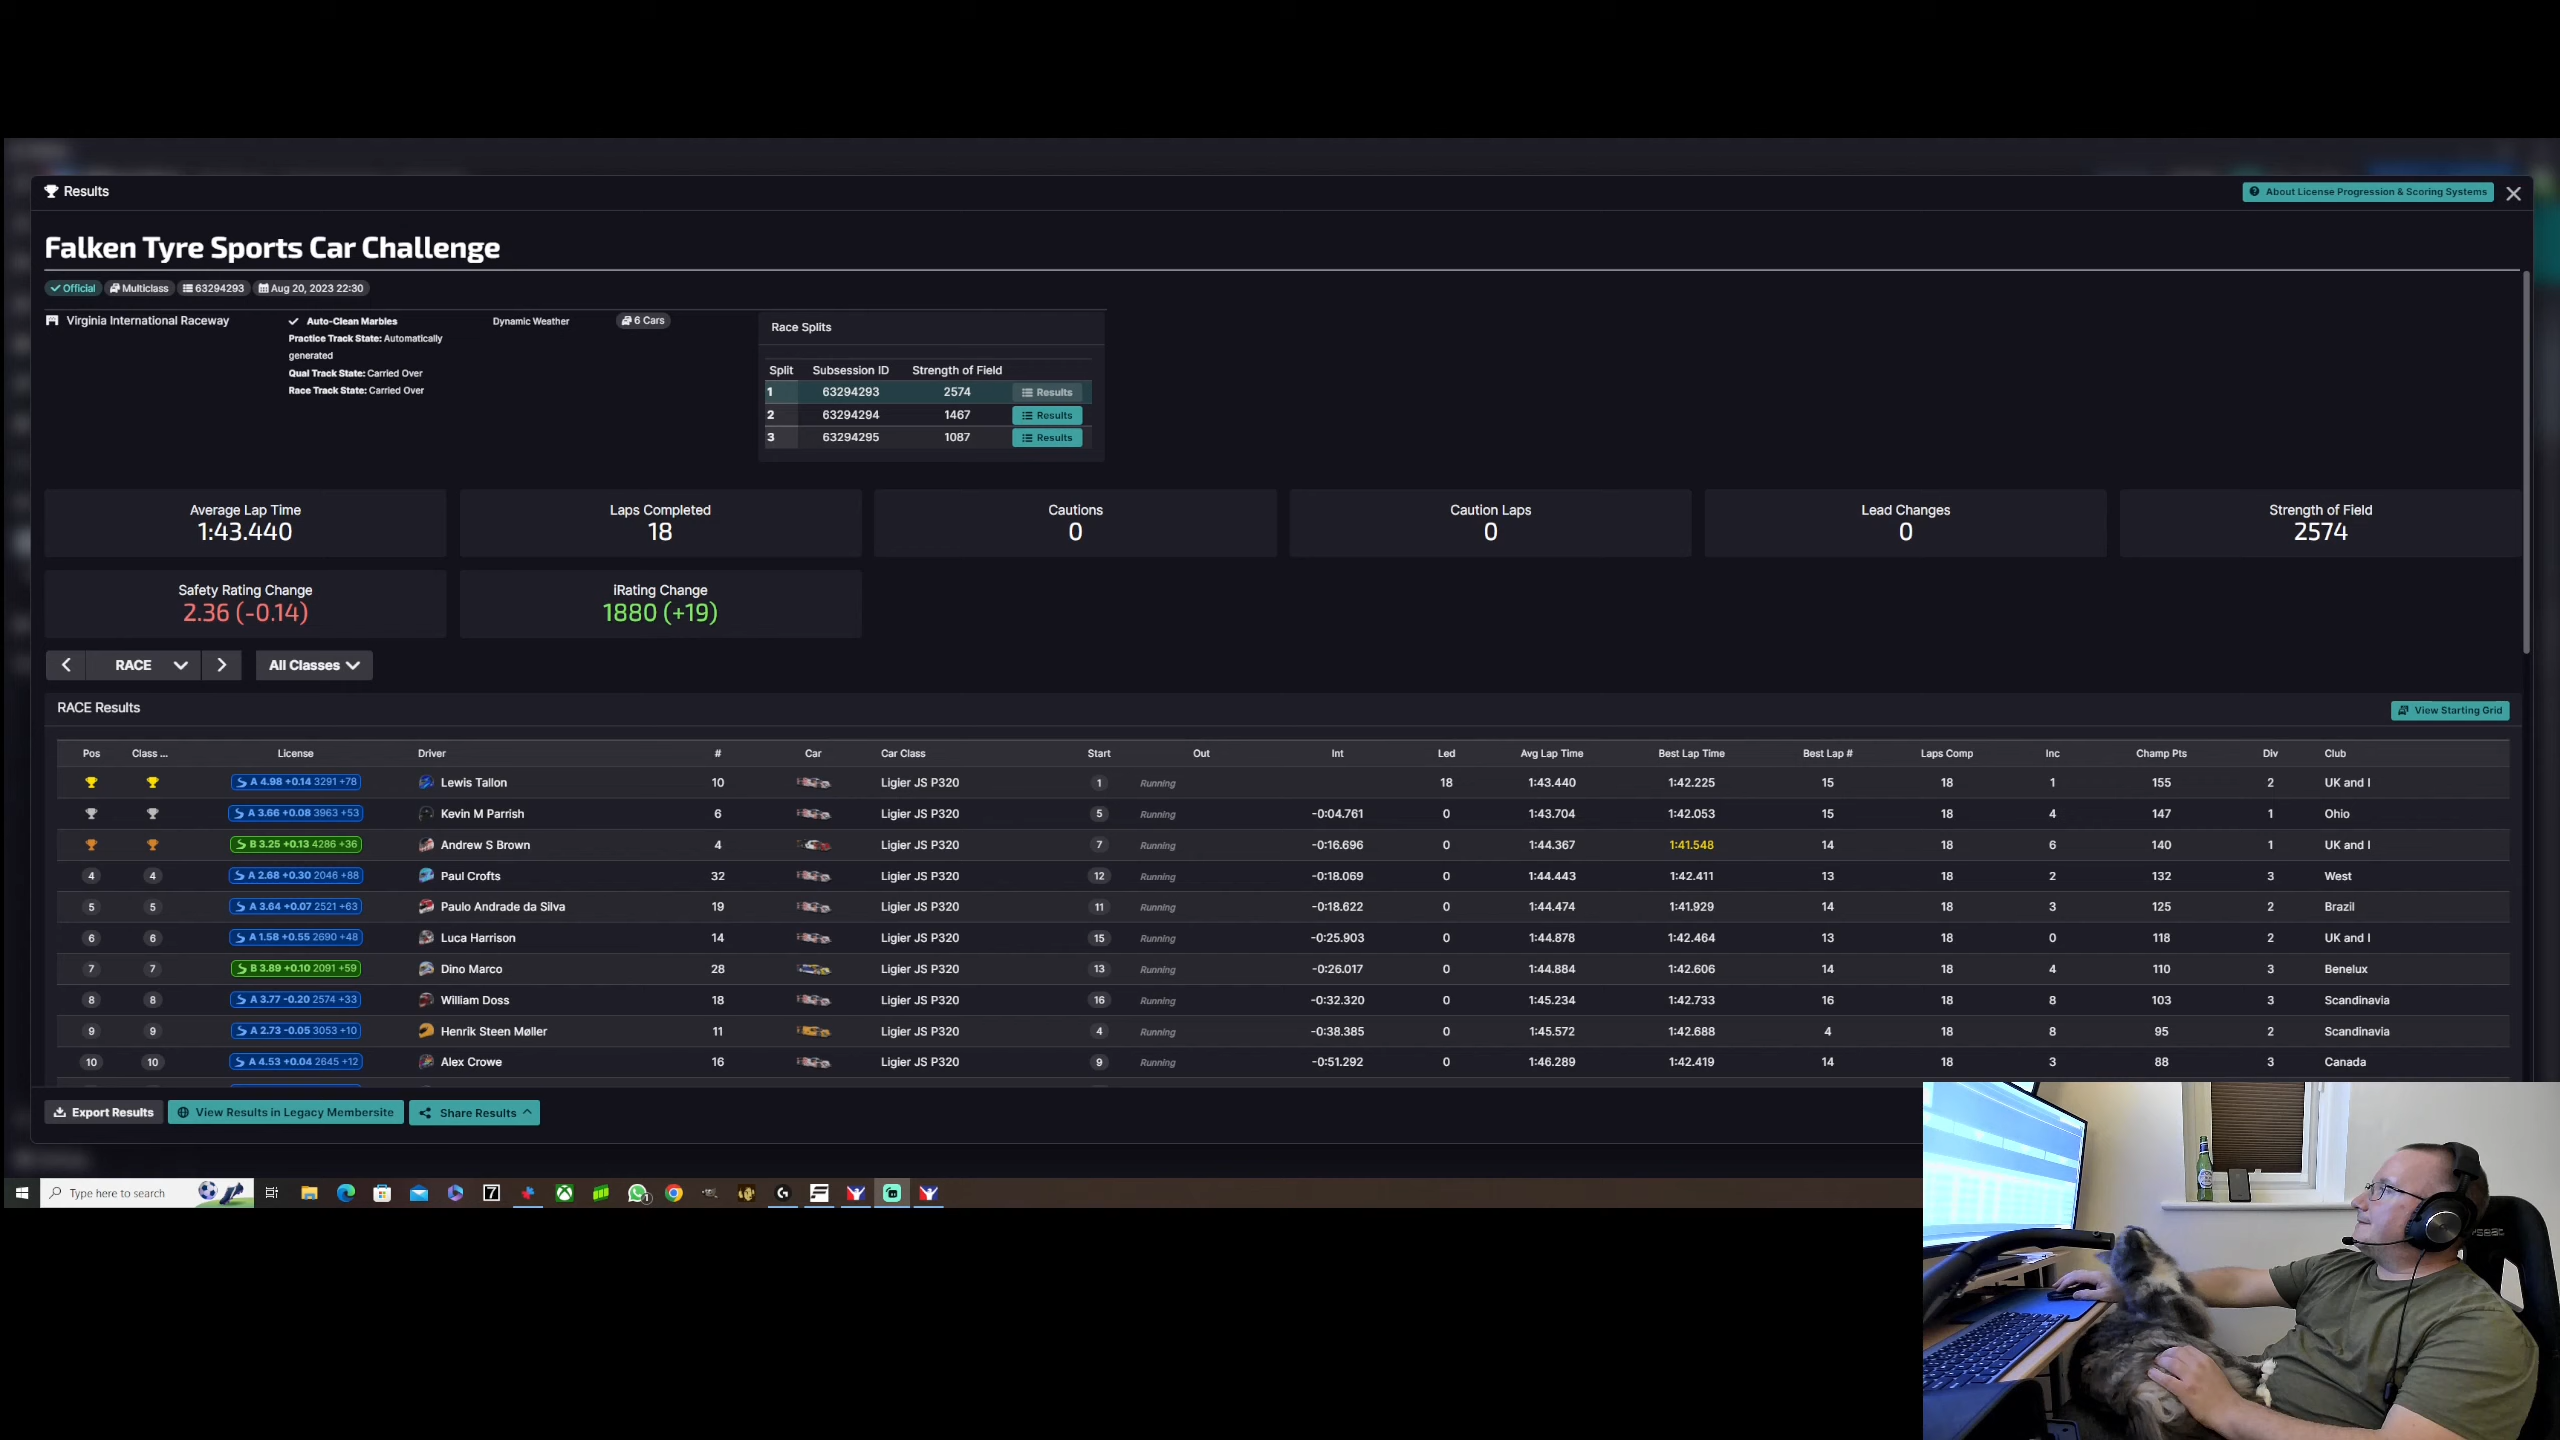 Results
About License Progression & Scoring Systems
Falken Tyre Sports Car Challenge
Official Multiclass 63294293 Aug 20, 2023 22:30
Virginia International Raceway
Auto-Clean Marbles
Practice Track State: Automatically
generated
Qual Track State: Carried Over
Race Track State: Carried Over
Dynamic Weather
6 Cars
Race Splits
Split Subsession ID Strength of Field
1 63294293 2574 Results
2 63294294 1467 Results
3 63294295 1087 Results
Average Lap Time
1:43.440
Laps Completed
18
Cautions
0
Caution Laps
0
Lead Changes
0
Strength of Field
2574
Safety Rating Change
2.36 (-0.14)
iRating Change
1880 (+19)
RACE
All Classes
RACE Results
View Starting Grid
Pos Class ... License Driver # Car Car Class Start Out Int Led Avg Lap Time Best Lap Time Best Lap # Laps Comp Inc Champ Pts Div Club
A 4.98 +0.14 3291 +78 Lewis Tallon 10 Ligier JS P320 1 Running 18 1:43.440 1:42.225 15 18 1 155 2 UK and I
A 3.66 +0.08 3963 +53 Kevin M Parrish 6 Ligier JS P320 5 Running -0:04.761 0 1:43.704 1:42.053 15 18 4 147 1 Ohio
B 3.25 +0.13 4286 +36 Andrew S Brown 4 Ligier JS P320 7 Running -0:16.696 0 1:44.367 1:41.548 14 18 6 140 1 UK and I
4 4 A 2.68 +0.30 2046 +88 Paul Crofts 32 Ligier JS P320 12 Running -0:18.069 0 1:44.443 1:42.411 13 18 2 132 3 West
5 5 A 3.64 +0.07 2521 +63 Paulo Andrade da Silva 19 Ligier JS P320 11 Running -0:18.622 0 1:44.474 1:41.929 14 18 3 125 2 Brazil
6 6 A 1.58 +0.55 2690 +48 Luca Harrison 14 Ligier JS P320 15 Running -0:25.903 0 1:44.878 1:42.464 13 18 0 118 2 UK and I
7 7 B 3.89 +0.10 2091 +59 Dino Marco 28 Ligier JS P320 13 Running -0:26.017 0 1:44.884 1:42.606 14 18 4 110 3 Benelux
8 8 A 3.77 -0.20 2574 +33 William Doss 18 Ligier JS P320 16 Running -0:32.320 0 1:45.234 1:42.733 16 18 8 103 3 Scandinavia
9 9 A 2.73 -0.05 3053 +10 Henrik Steen Møller 11 Ligier JS P320 4 Running -0:38.385 0 1:45.572 1:42.688 4 18 8 95 2 Scandinavia
10 10 A 4.53 +0.04 2645 +12 Alex Crowe 16 Ligier JS P320 9 Running -0:51.292 0 1:46.289 1:42.419 14 18 3 88 3 Canada
Export Results
View Results in Legacy Membersite
Share Results
Type here to search